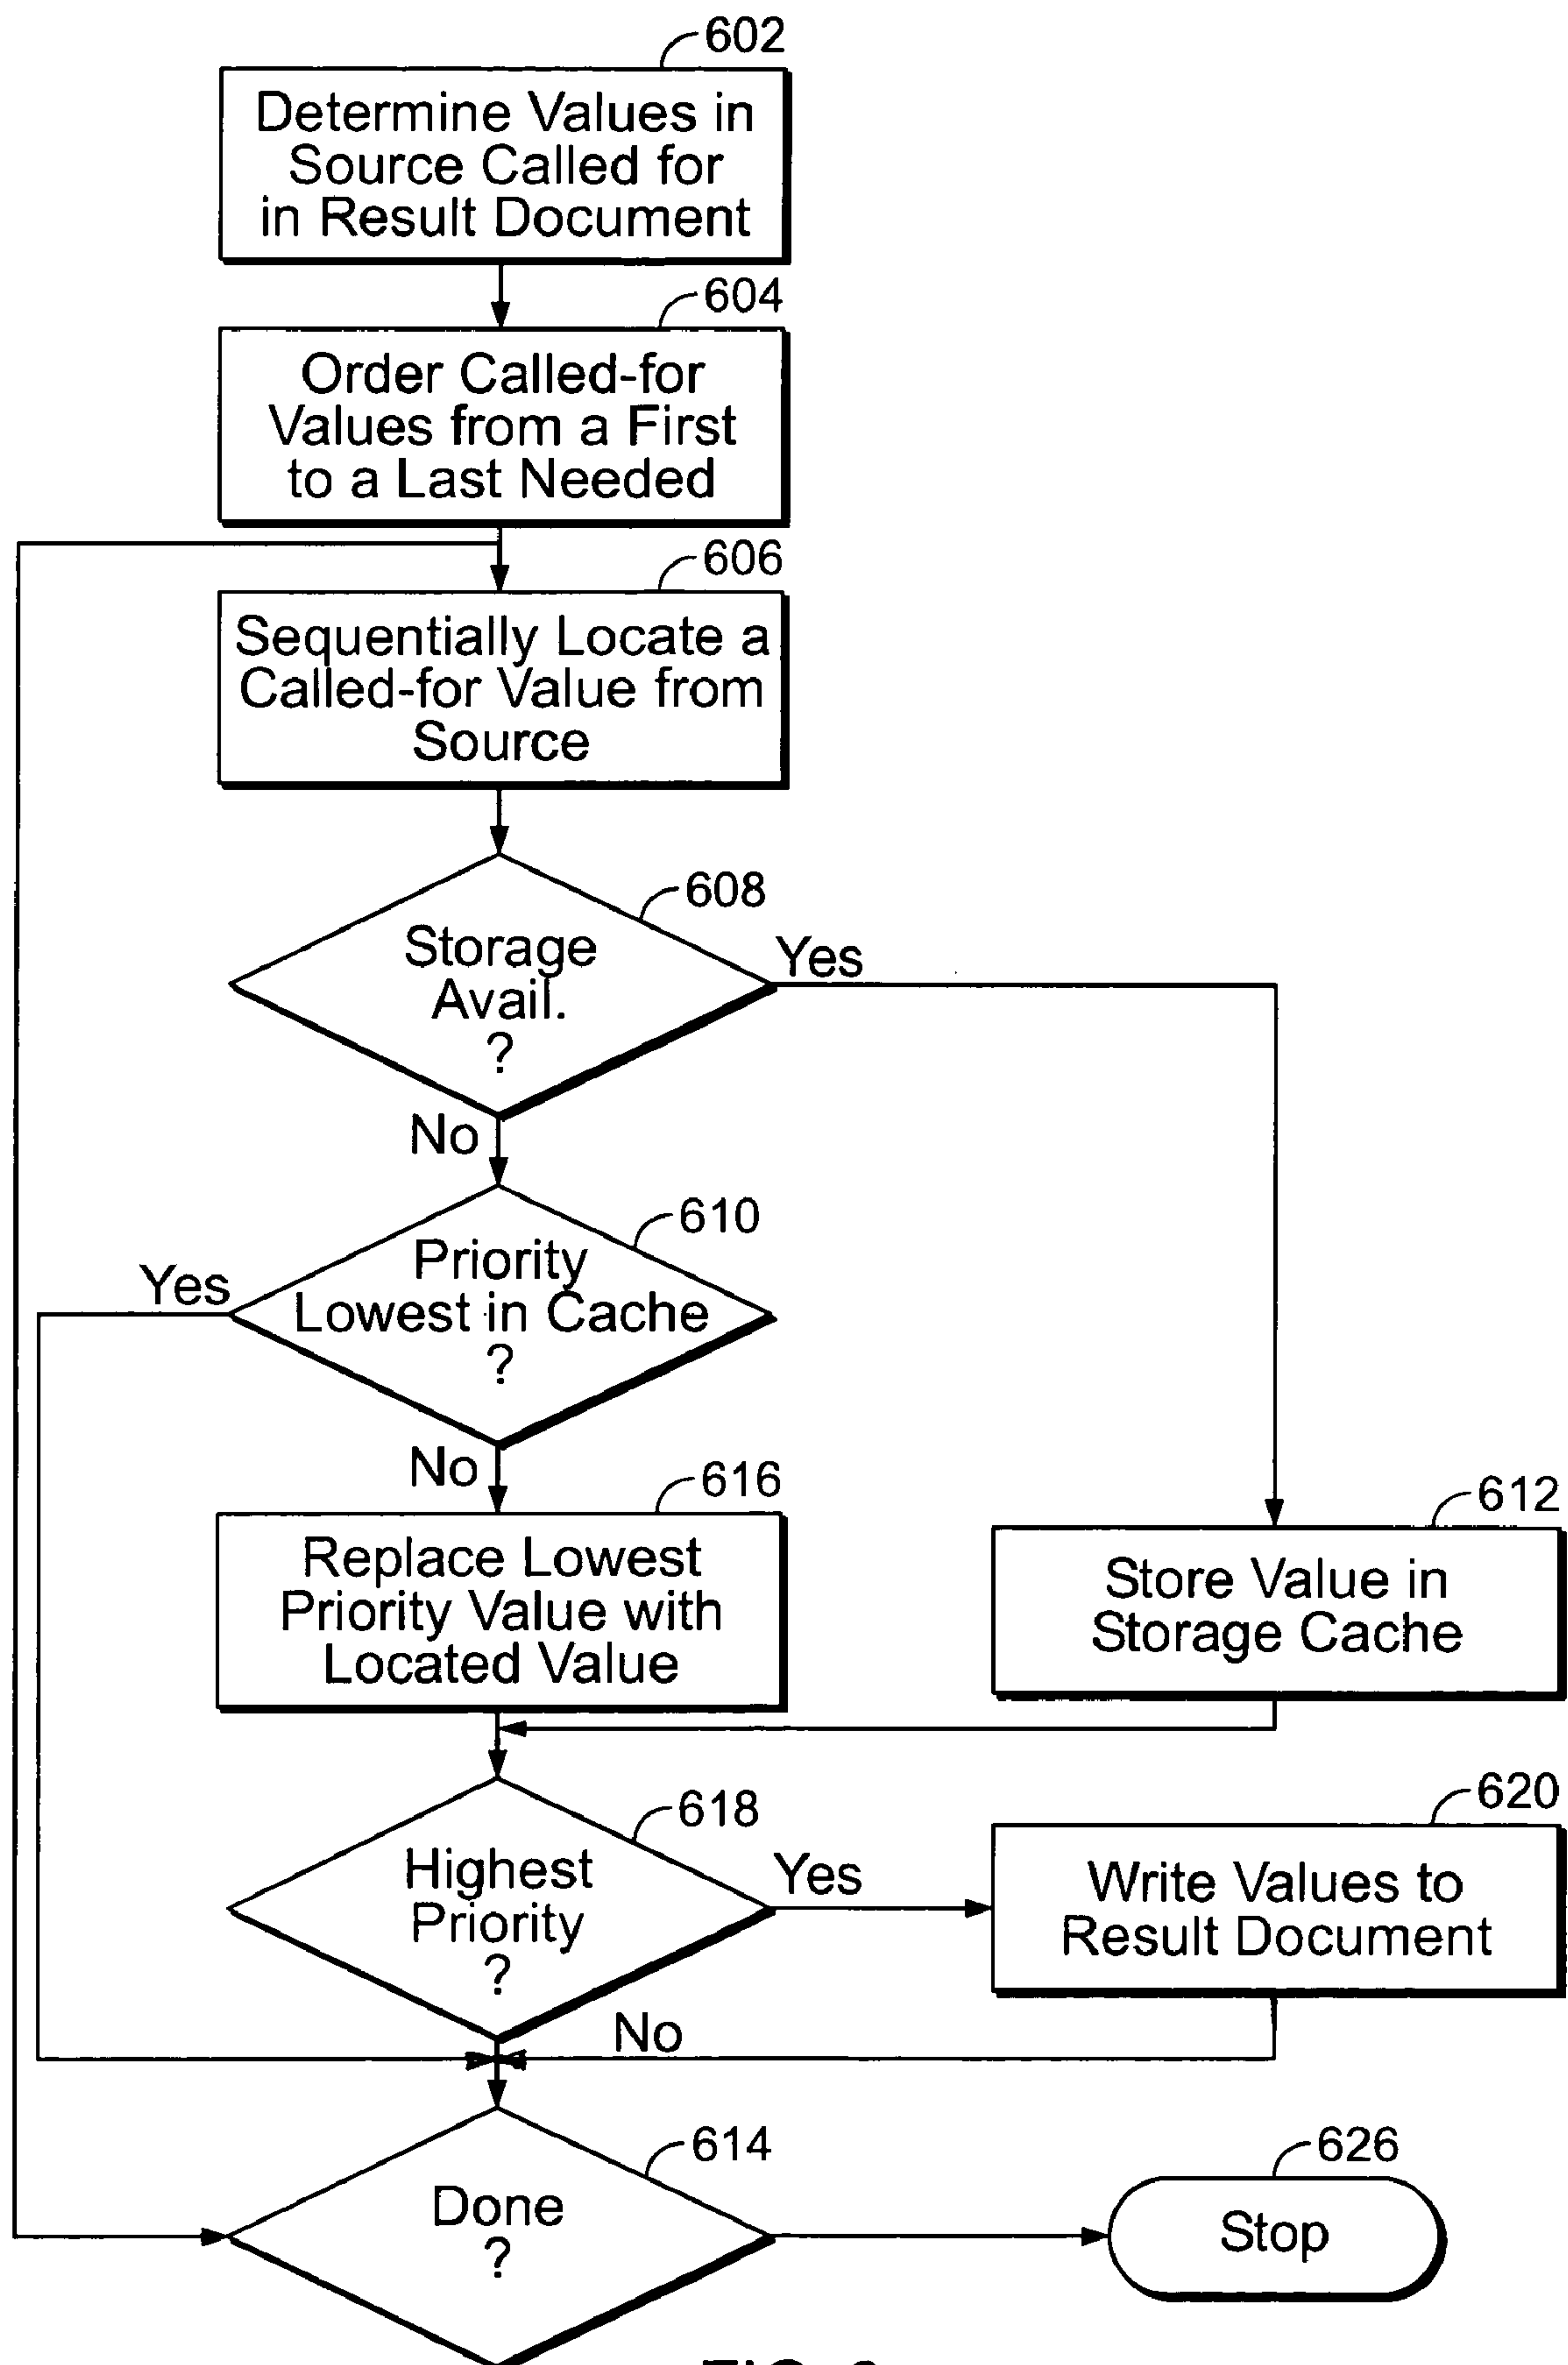 602
Determine Values in
Source Called for
in Result Document
604
Order Called-for
Values from a First
to a Last Needed
606
Sequentially Locate a
Called-for Value from
Source
608
Storage
Avail.
?
Yes
No
610
Priority
Lowest in Cache
?
Yes
No
616
Replace Lowest
Priority Value with
Located Value
612
Store Value in
Storage Cache
618
Highest
Priority
?
Yes
620
Write Values to
Result Document
No
614
Done
?
626
Stop